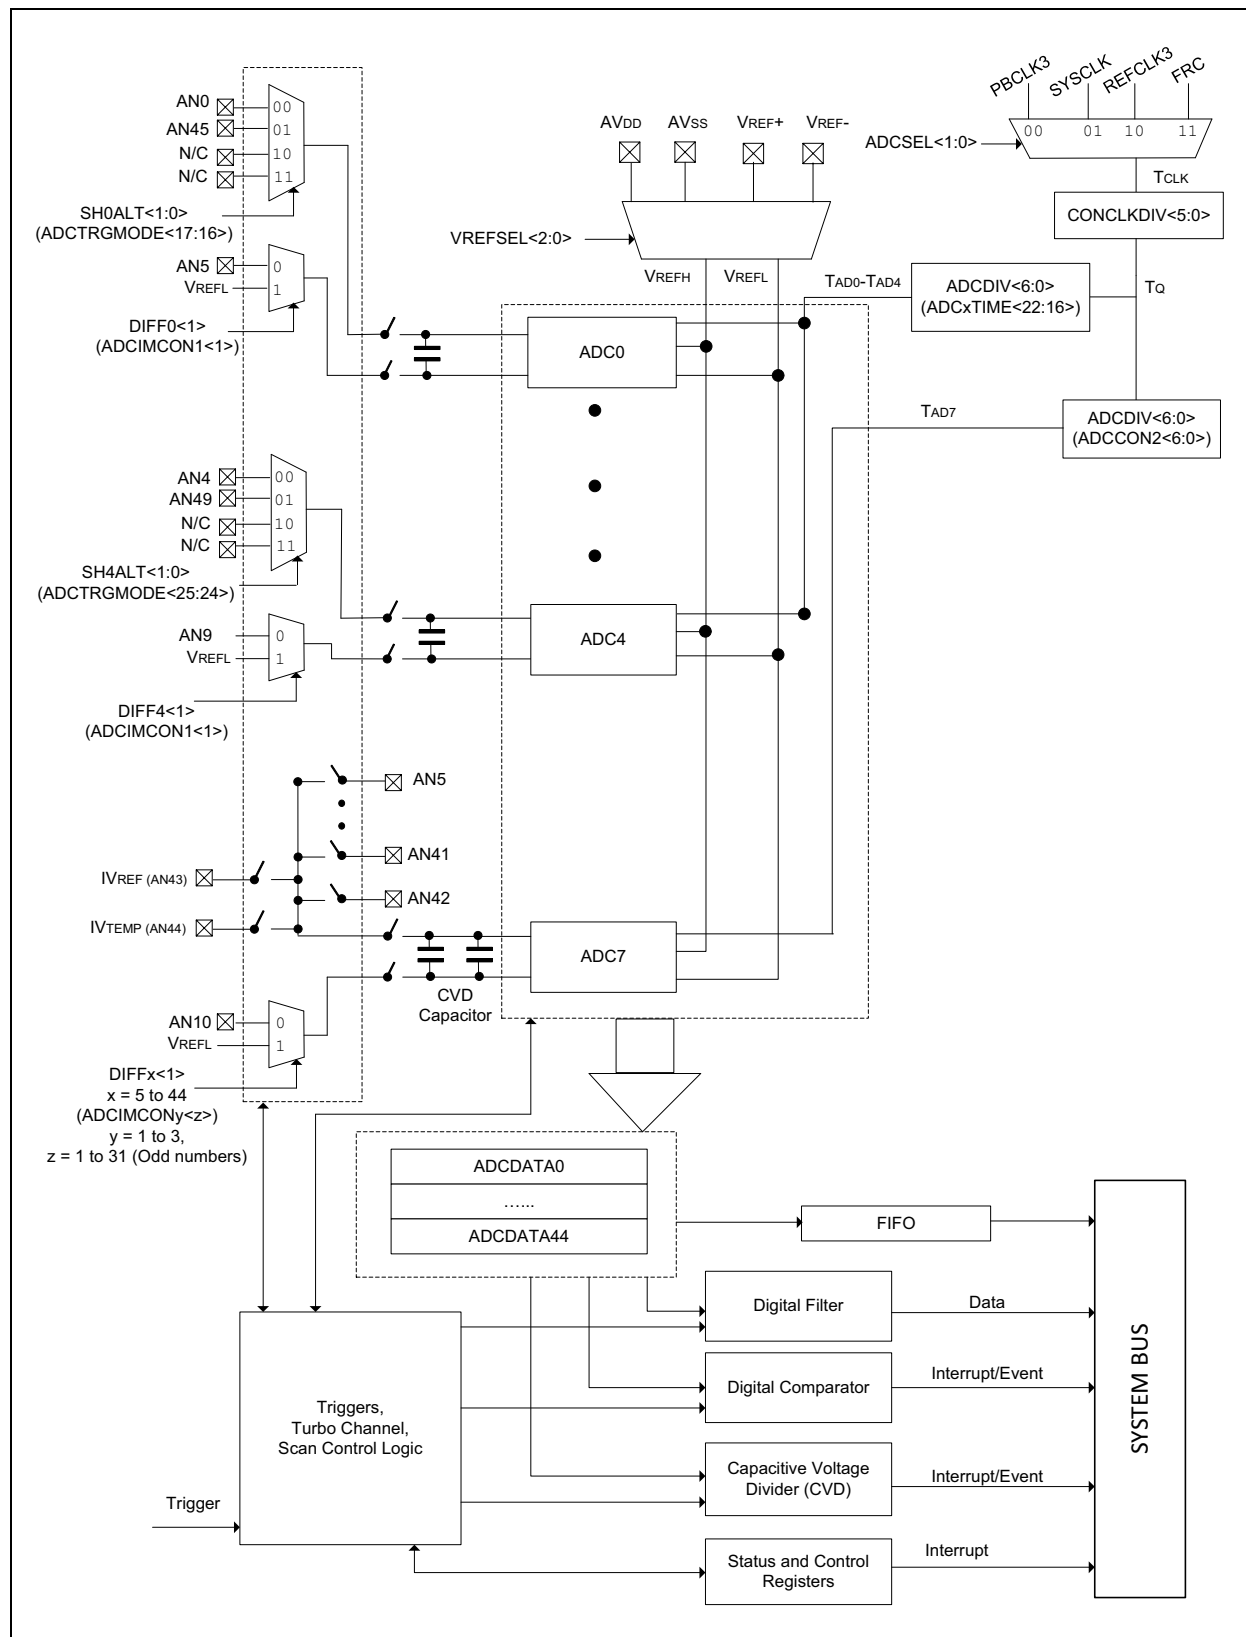 PBCLK3
SYSCLK
REFCLK3
FRC
00 01 10 11
ADCSEL<1:0>
TCLK
CONCLKDIV<5:0>
TQ
ADCDIV<6:0>
(ADCxTIME<22:16>)
TAD0-TAD4
ADCDIV<6:0>
(ADCCON2<6:0>)
TAD7
AVDD AVSS VREF+ VREF-
VREFSEL<2:0>
VREFH VREFL
AN0 00
AN45 01
N/C 10
N/C 11
SH0ALT<1:0>
(ADCTRGMODE<17:16>)
AN5 0
VREFL 1
DIFF0<1>
(ADCIMCON1<1>)
ADC0
AN4 00
AN49 01
N/C 10
N/C 11
SH4ALT<1:0>
(ADCTRGMODE<25:24>)
AN9 0
VREFL 1
DIFF4<1>
(ADCIMCON1<1>)
ADC4
AN5
AN41
AN42
IVREF (AN43)
IVTEMP (AN44)
ADC7
CVD
Capacitor
AN10 0
VREFL 1
DIFFx<1>
x = 5 to 44
(ADCIMCONy<z>)
y = 1 to 3,
z = 1 to 31 (Odd numbers)
ADCDATA0
…...
ADCDATA44
FIFO
Digital Filter
Data
Digital Comparator
Interrupt/Event
Capacitive Voltage
Divider (CVD)
Interrupt/Event
Status and Control
Registers
Interrupt
Triggers,
Turbo Channel,
Scan Control Logic
Trigger
SYSTEM BUS